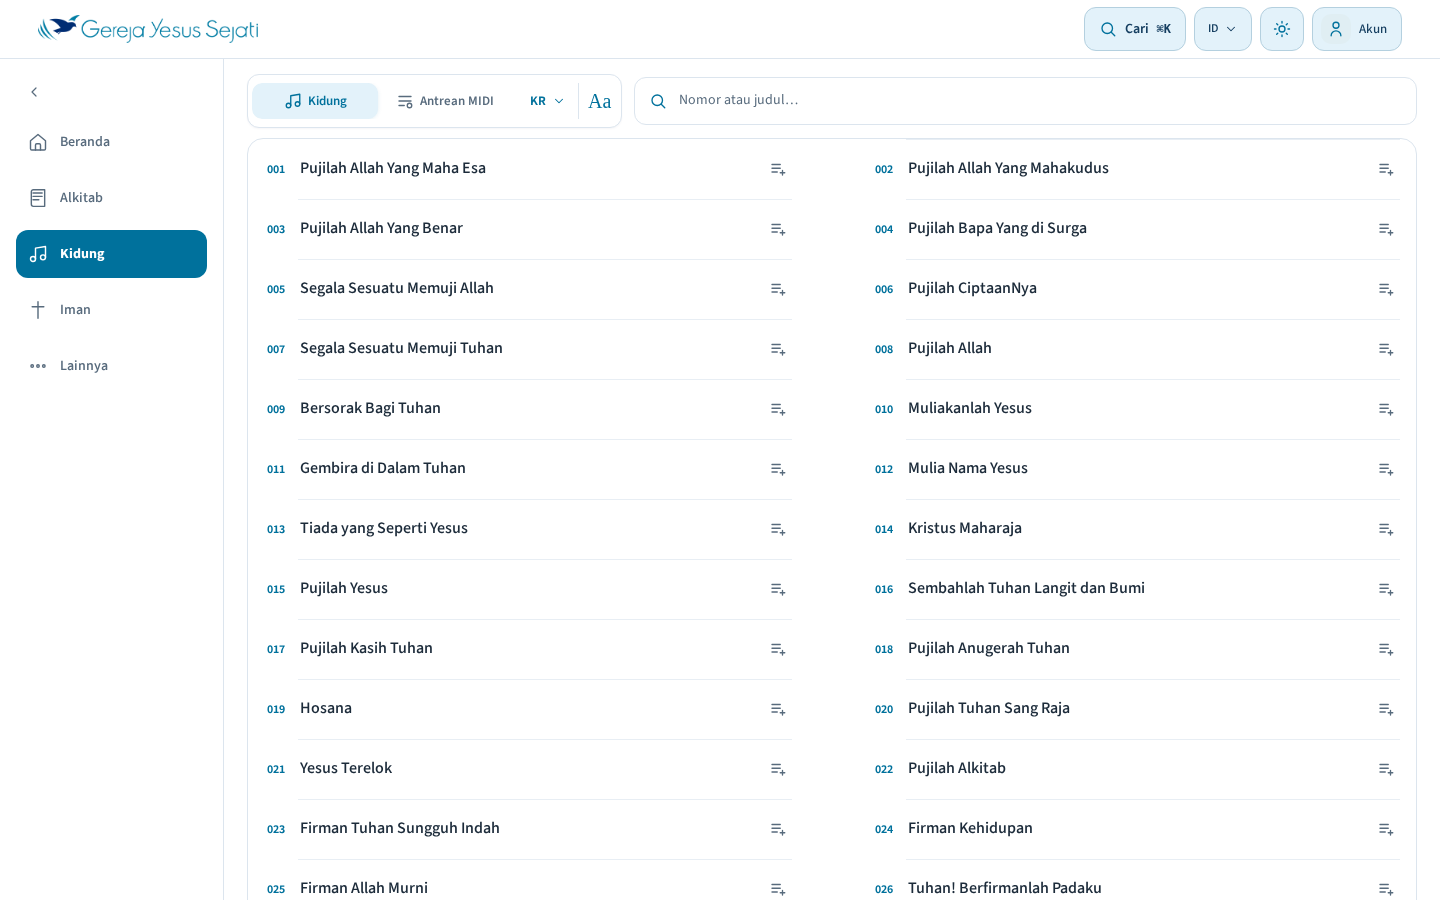 Gereja Yesus Sejati
Cari ⌘K
ID
Akun
Beranda
Alkitab
Kidung
Iman
Lainnya
Kidung
Antrean MIDI
KR
Aa
Nomor atau judul...
001 Pujilah Allah Yang Maha Esa
002 Pujilah Allah Yang Mahakudus
003 Pujilah Allah Yang Benar
004 Pujilah Bapa Yang di Surga
005 Segala Sesuatu Memuji Allah
006 Pujilah CiptaanNya
007 Segala Sesuatu Memuji Tuhan
008 Pujilah Allah
009 Bersorak Bagi Tuhan
010 Muliakanlah Yesus
011 Gembira di Dalam Tuhan
012 Mulia Nama Yesus
013 Tiada yang Seperti Yesus
014 Kristus Maharaja
015 Pujilah Yesus
016 Sembahlah Tuhan Langit dan Bumi
017 Pujilah Kasih Tuhan
018 Pujilah Anugerah Tuhan
019 Hosana
020 Pujilah Tuhan Sang Raja
021 Yesus Terelok
022 Pujilah Alkitab
023 Firman Tuhan Sungguh Indah
024 Firman Kehidupan
025 Firman Allah Murni
026 Tuhan! Berfirmanlah Padaku